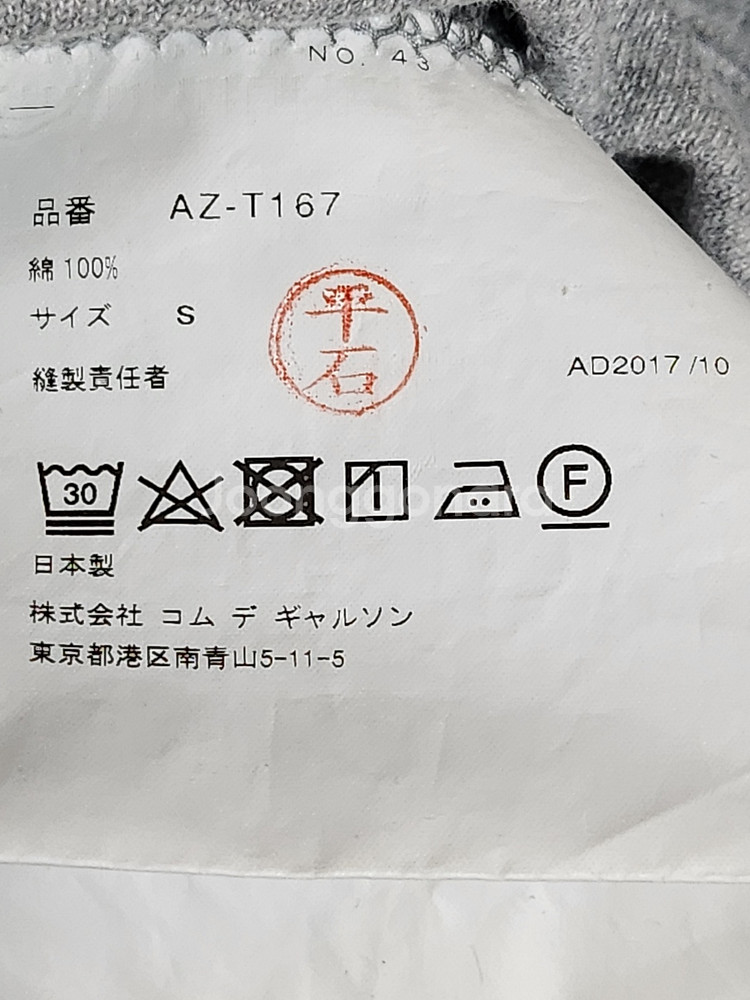 NO. 43
品番 AZ-T167
綿 100%
サイズ S
平石
縫製責任者
AD2017/10
30
F
日本製
株式会社 コム デ ギャルソン
東京都港区南青山5-11-5
joonggonara